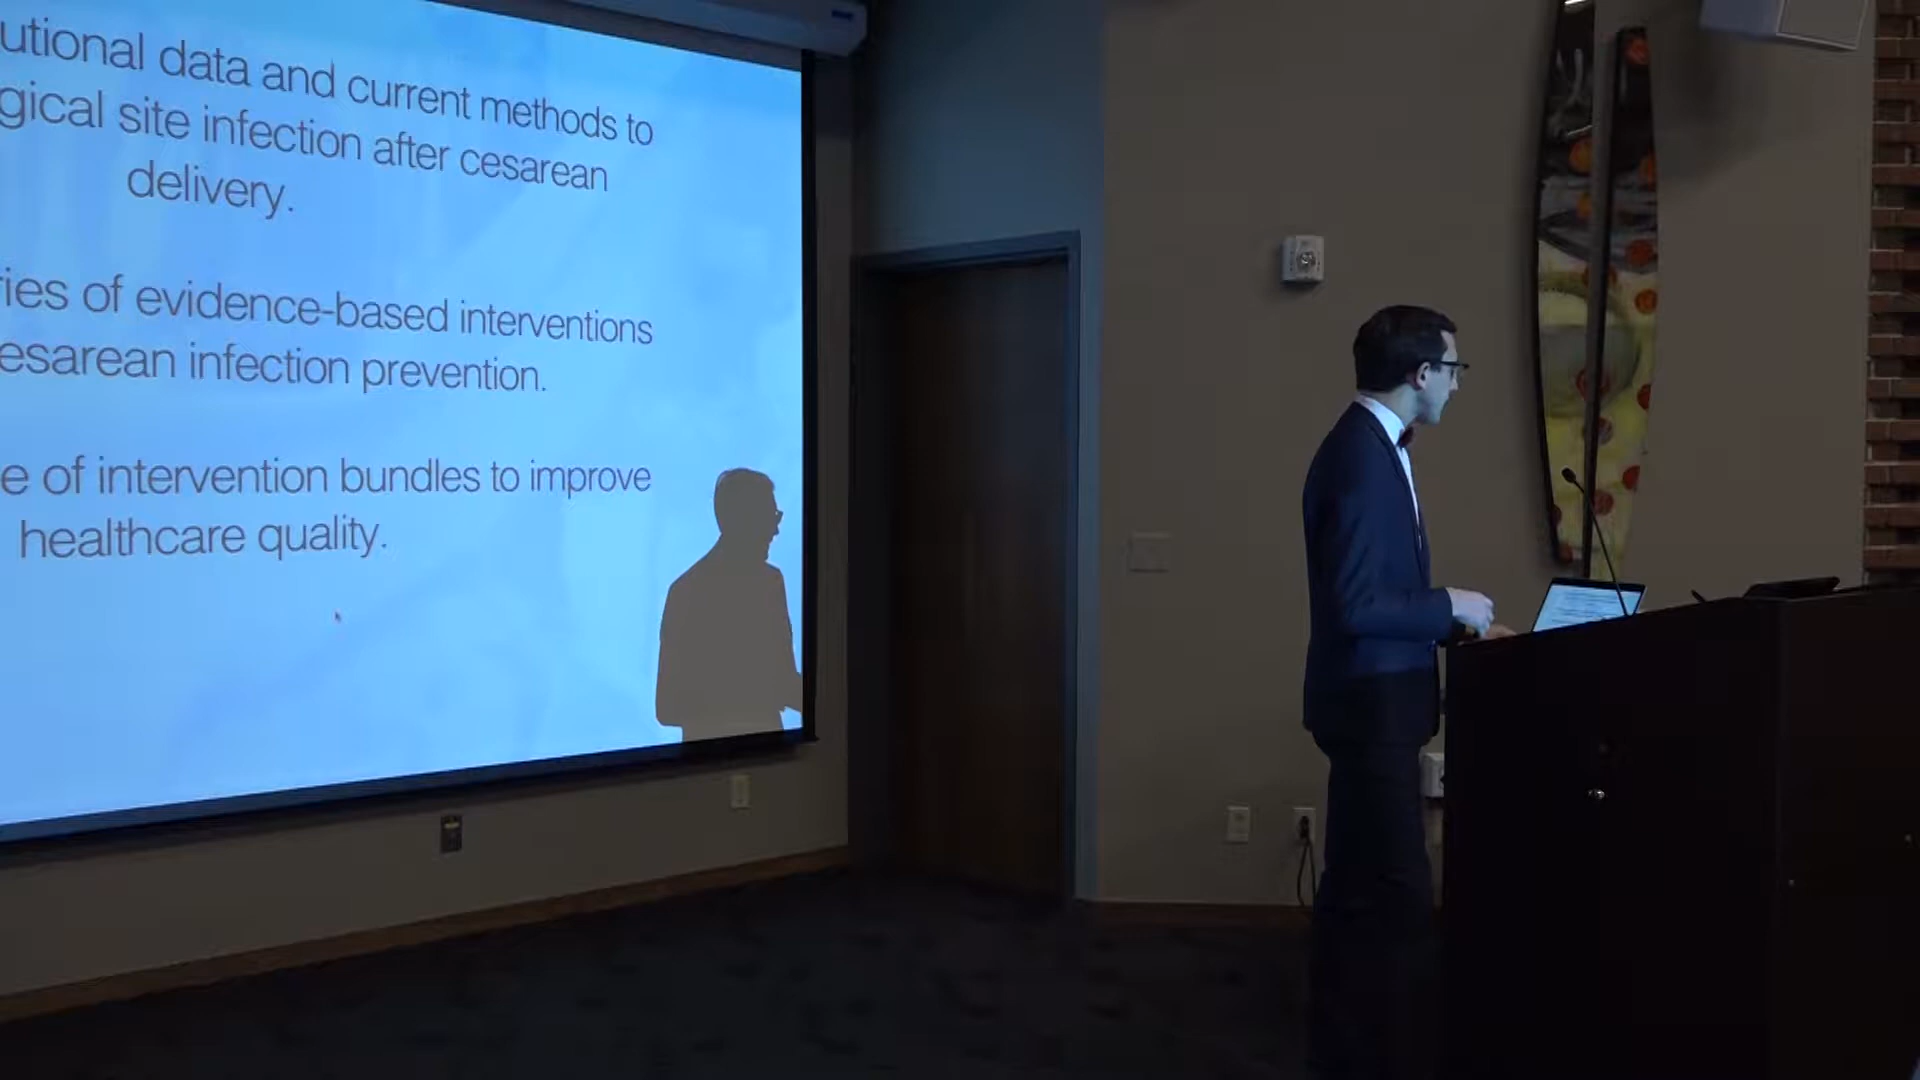 utional data and current methods to
gical site infection after cesarean
delivery.
ies of evidence-based interventions
esarean infection prevention.
e of intervention bundles to improve
healthcare quality.